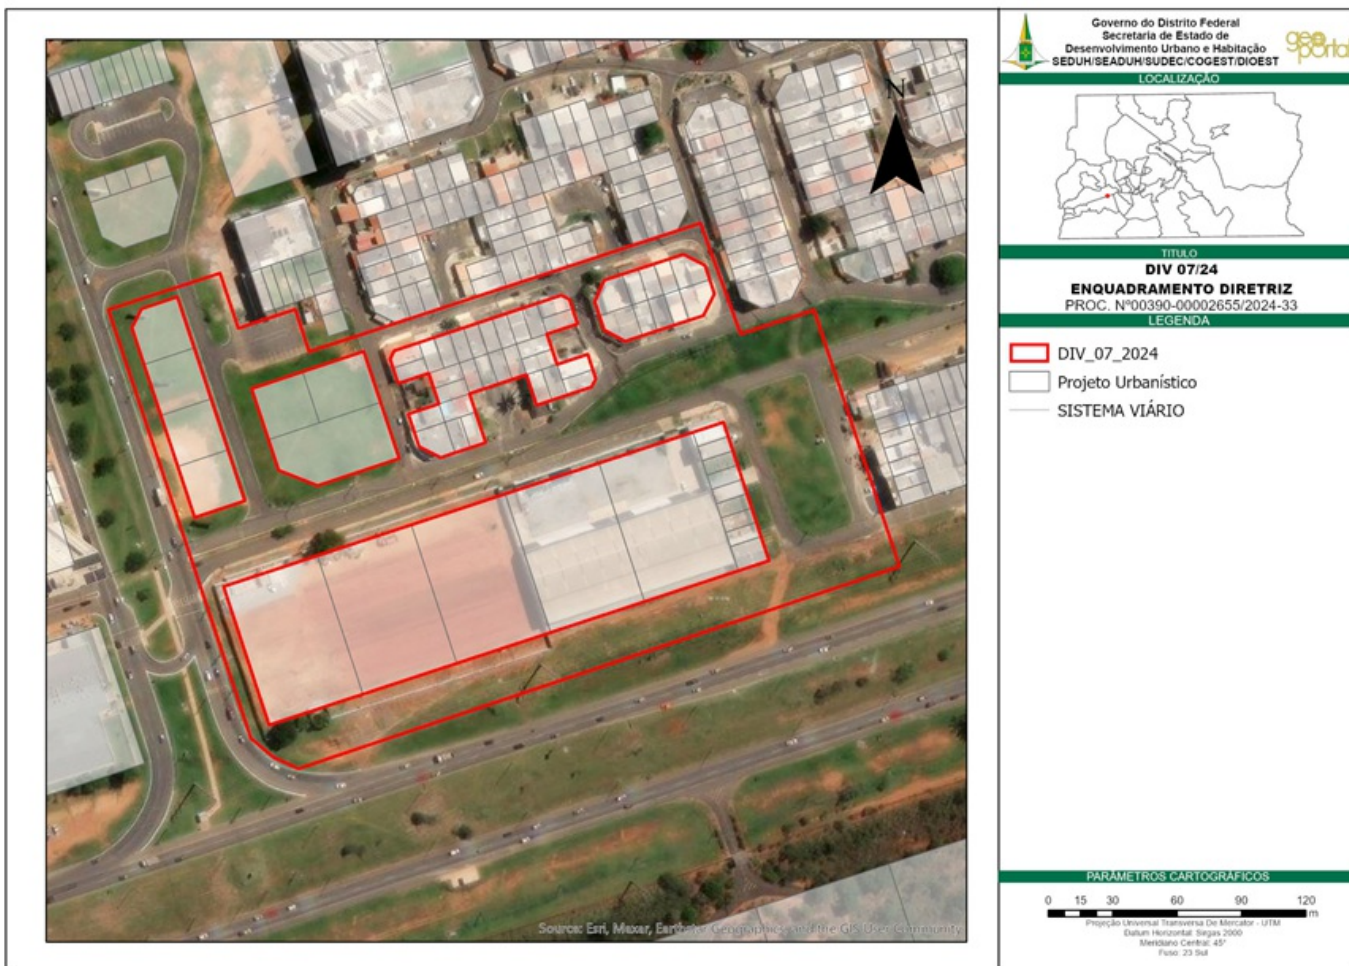 Governo do Distrito Federal
Secretaria de Estado de
Desenvolvimento Urbano e Habitação
SEDUH/SEADUH/SUDEC/COGEST/DIOEST
geo
portal
LOCALIZAÇÃO
N
TITULO
DIV 07/24
ENQUADRAMENTO DIRETRIZ
PROC. Nº00390-00002655/2024-33
LEGENDA
DIV_07_2024
Projeto Urbanístico
SISTEMA VIÁRIO
PARÂMETROS CARTOGRÁFICOS
0 15 30 60 90 120
m
Projeção Universal Transversa De Mercator - UTM
Datum Horizontal: Sirgas 2000
Meridiano Central: 45°
Fuso: 23 Sul
Source: Esri, Maxar, Earthstar Geographics, and the GIS User Community